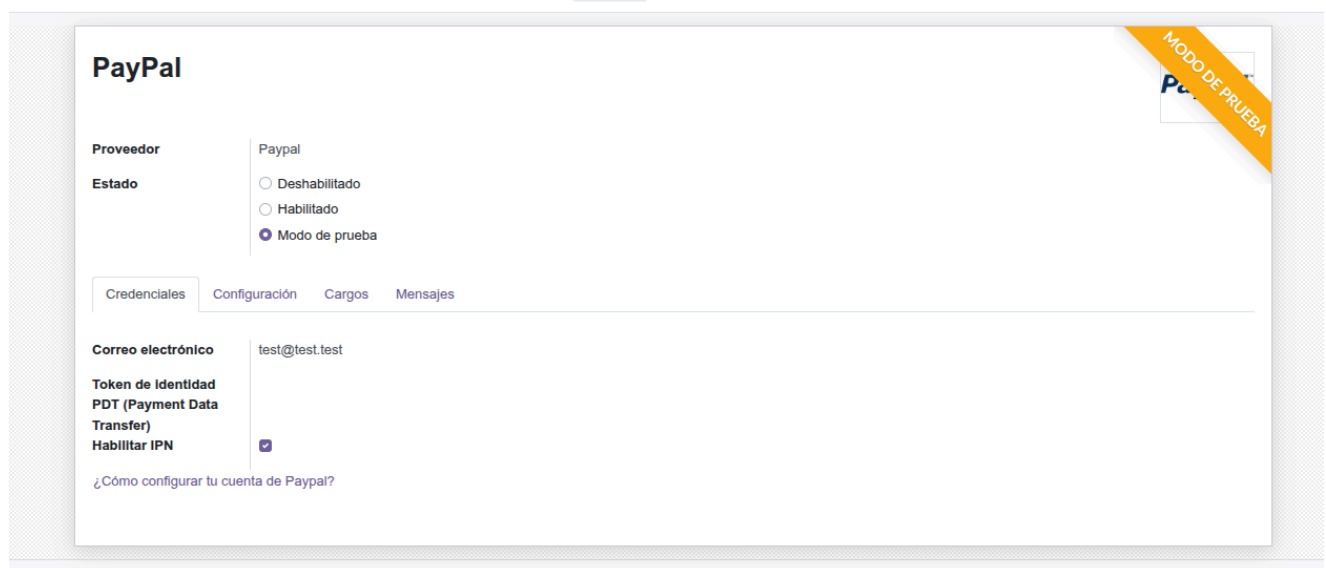 PayPal
MODO DE PRUEBA
Proveedor Paypal
Estado Deshabilitado
Habilitado
Modo de prueba
Credenciales Configuración Cargos Mensajes
Correo electrónico test@test.test
Token de Identidad
PDT (Payment Data
Transfer)
Habilitar IPN
¿Cómo configurar tu cuenta de Paypal?